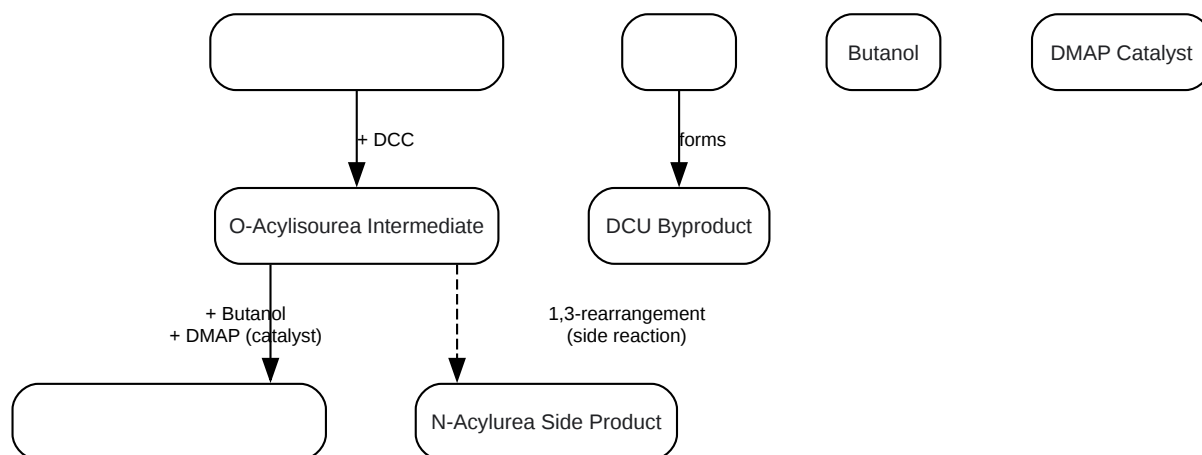 Butanol
DMAP Catalyst
+ DCC
forms
O-Acylisourea Intermediate
DCU Byproduct
+ Butanol
+ DMAP (catalyst)
1,3-rearrangement
(side reaction)
N-Acylurea Side Product